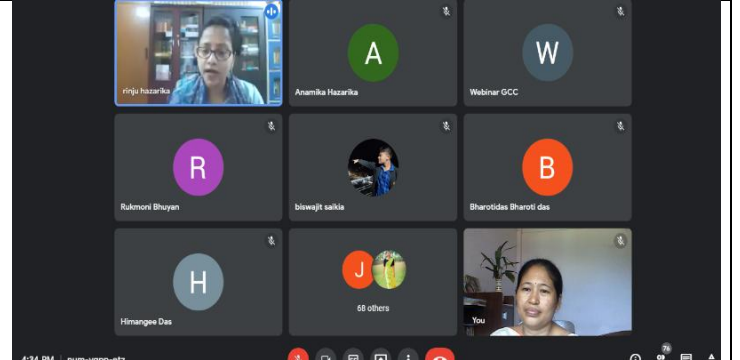 A
W
rinju hazarika
Anamika Hazarika
Webinar GCC
R
B
Rukmoni Bhuyan
biswajit saikia
Bharotidas Bharoti das
H
J
68 others
Himangee Das
You
4:34 PM
76